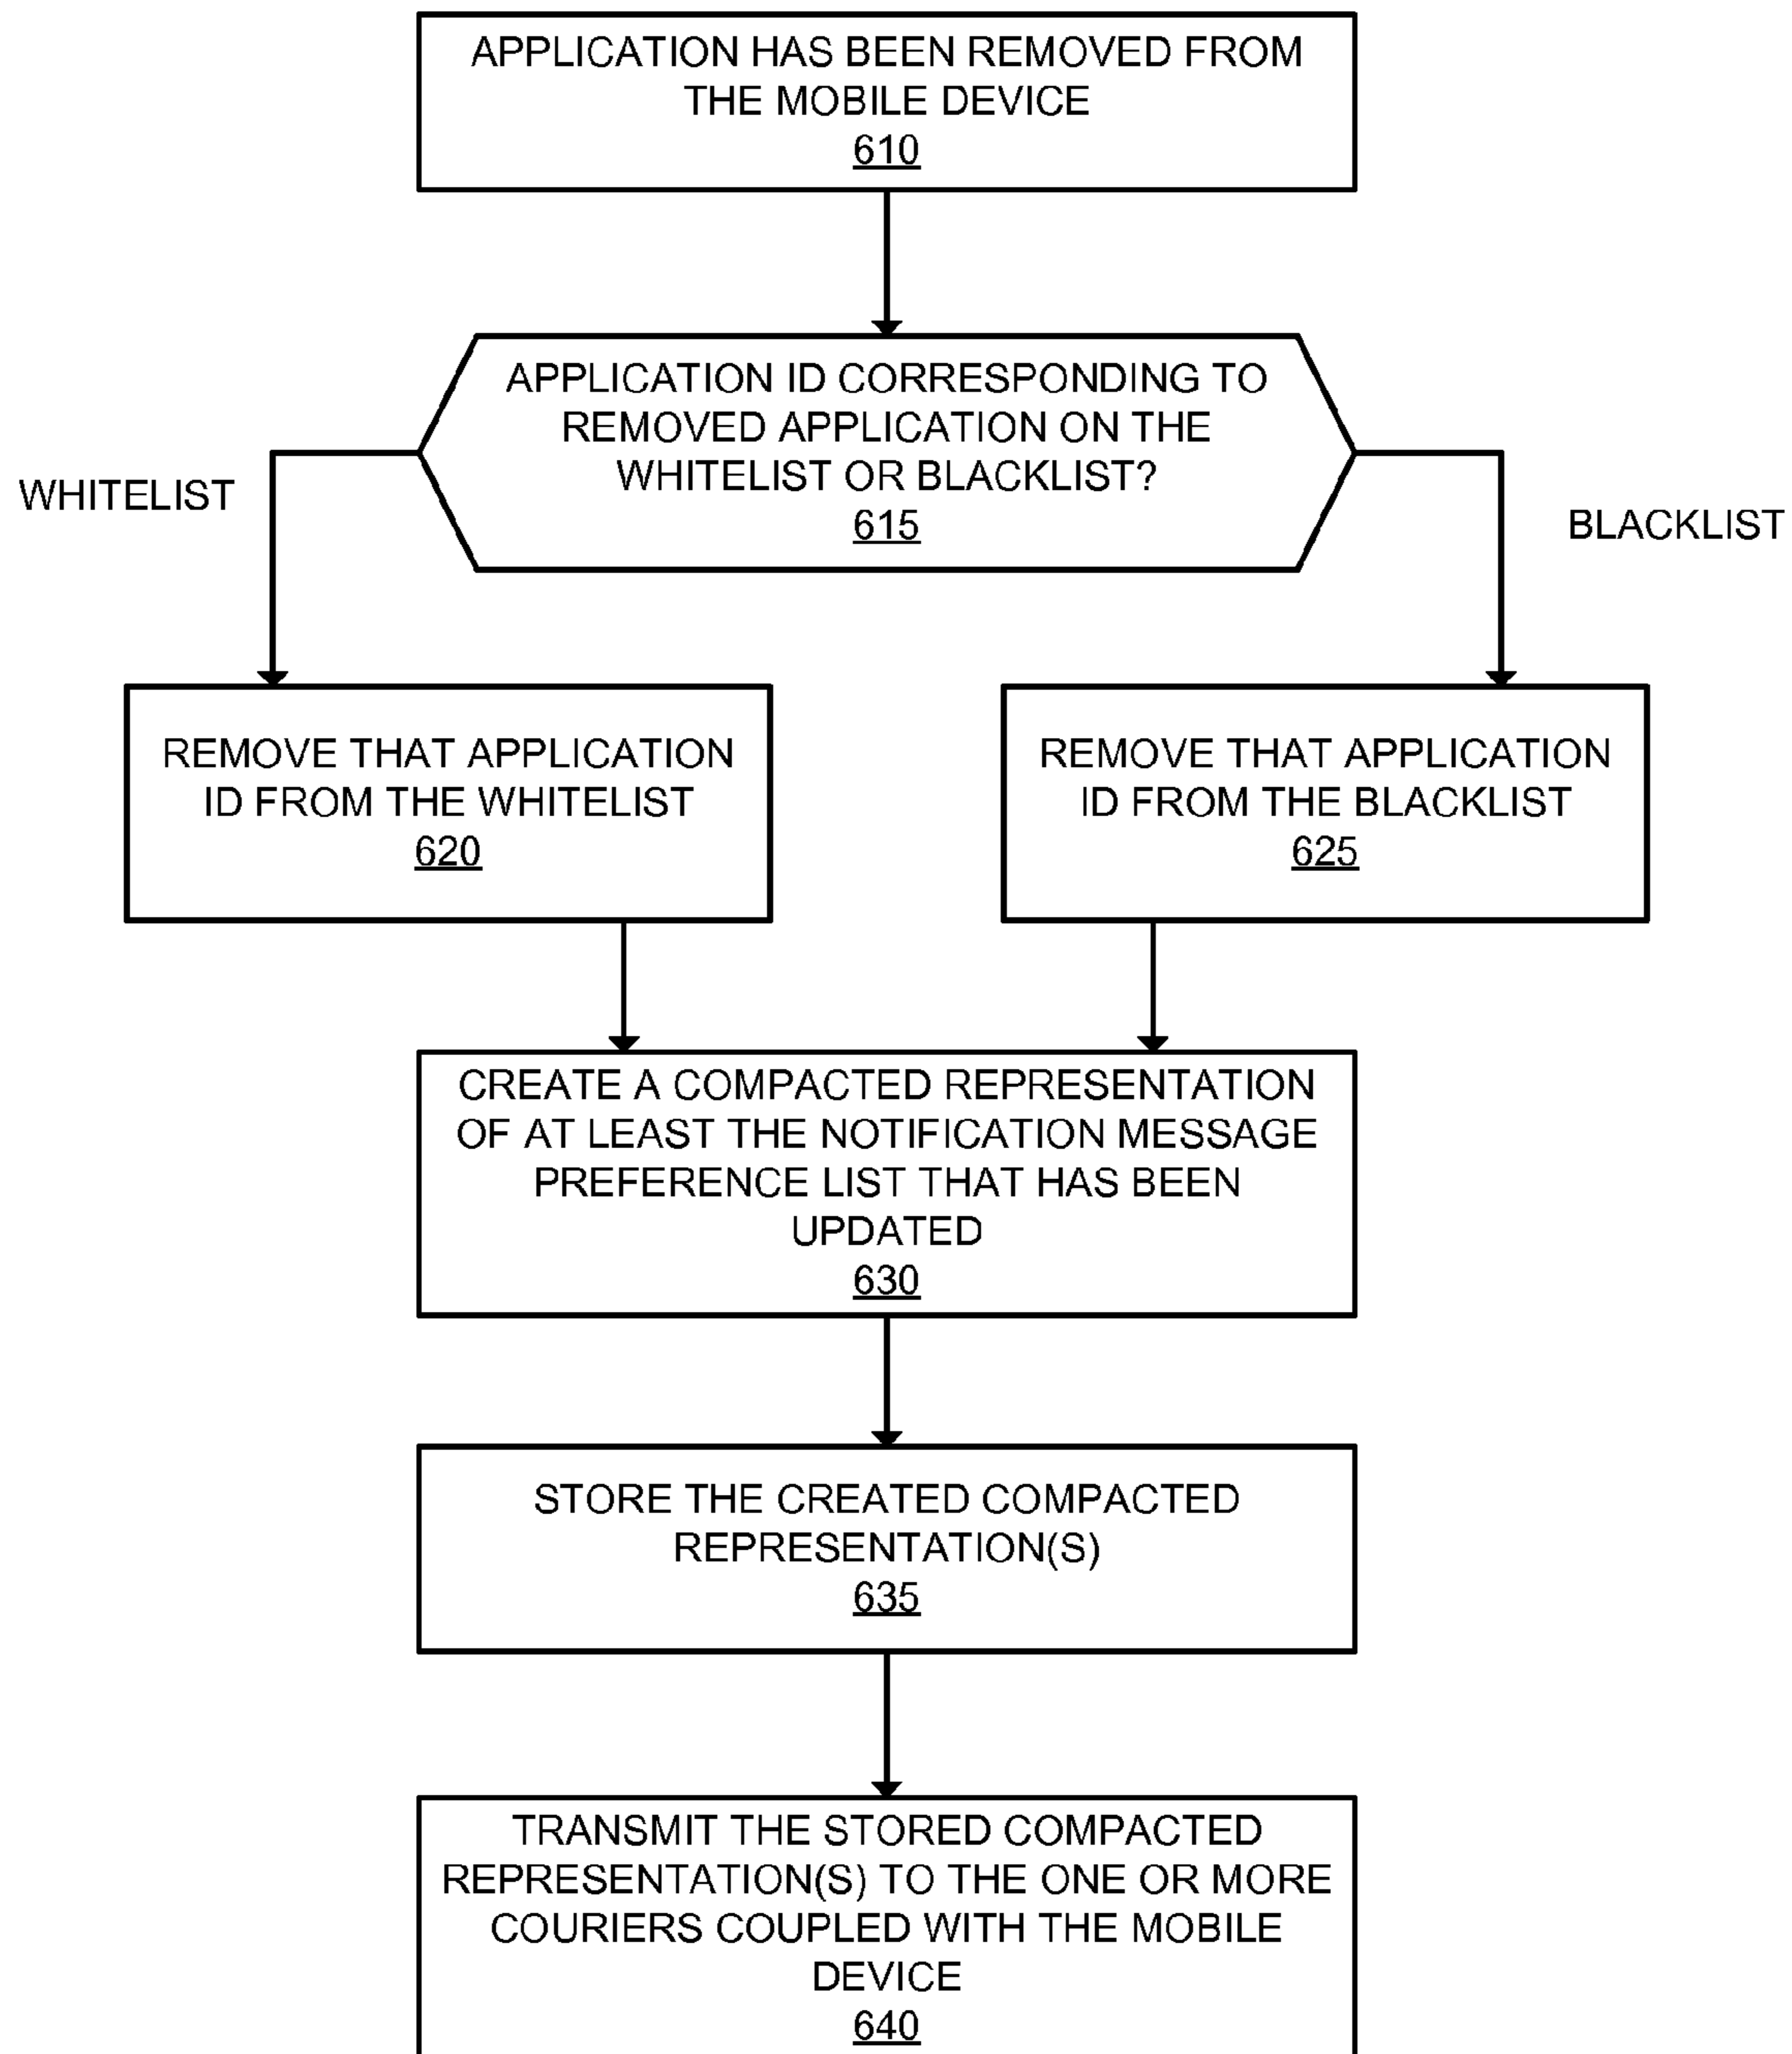 APPLICATION HAS BEEN REMOVED FROM
THE MOBILE DEVICE
610
APPLICATION ID CORRESPONDING TO
REMOVED APPLICATION ON THE
WHITELIST OR BLACKLIST?
615
WHITELIST
BLACKLIST
REMOVE THAT APPLICATION
ID FROM THE WHITELIST
620
REMOVE THAT APPLICATION
ID FROM THE BLACKLIST
625
CREATE A COMPACTED REPRESENTATION
OF AT LEAST THE NOTIFICATION MESSAGE
PREFERENCE LIST THAT HAS BEEN
UPDATED
630
STORE THE CREATED COMPACTED
REPRESENTATION(S)
635
TRANSMIT THE STORED COMPACTED
REPRESENTATION(S) TO THE ONE OR MORE
COURIERS COUPLED WITH THE MOBILE
DEVICE
640